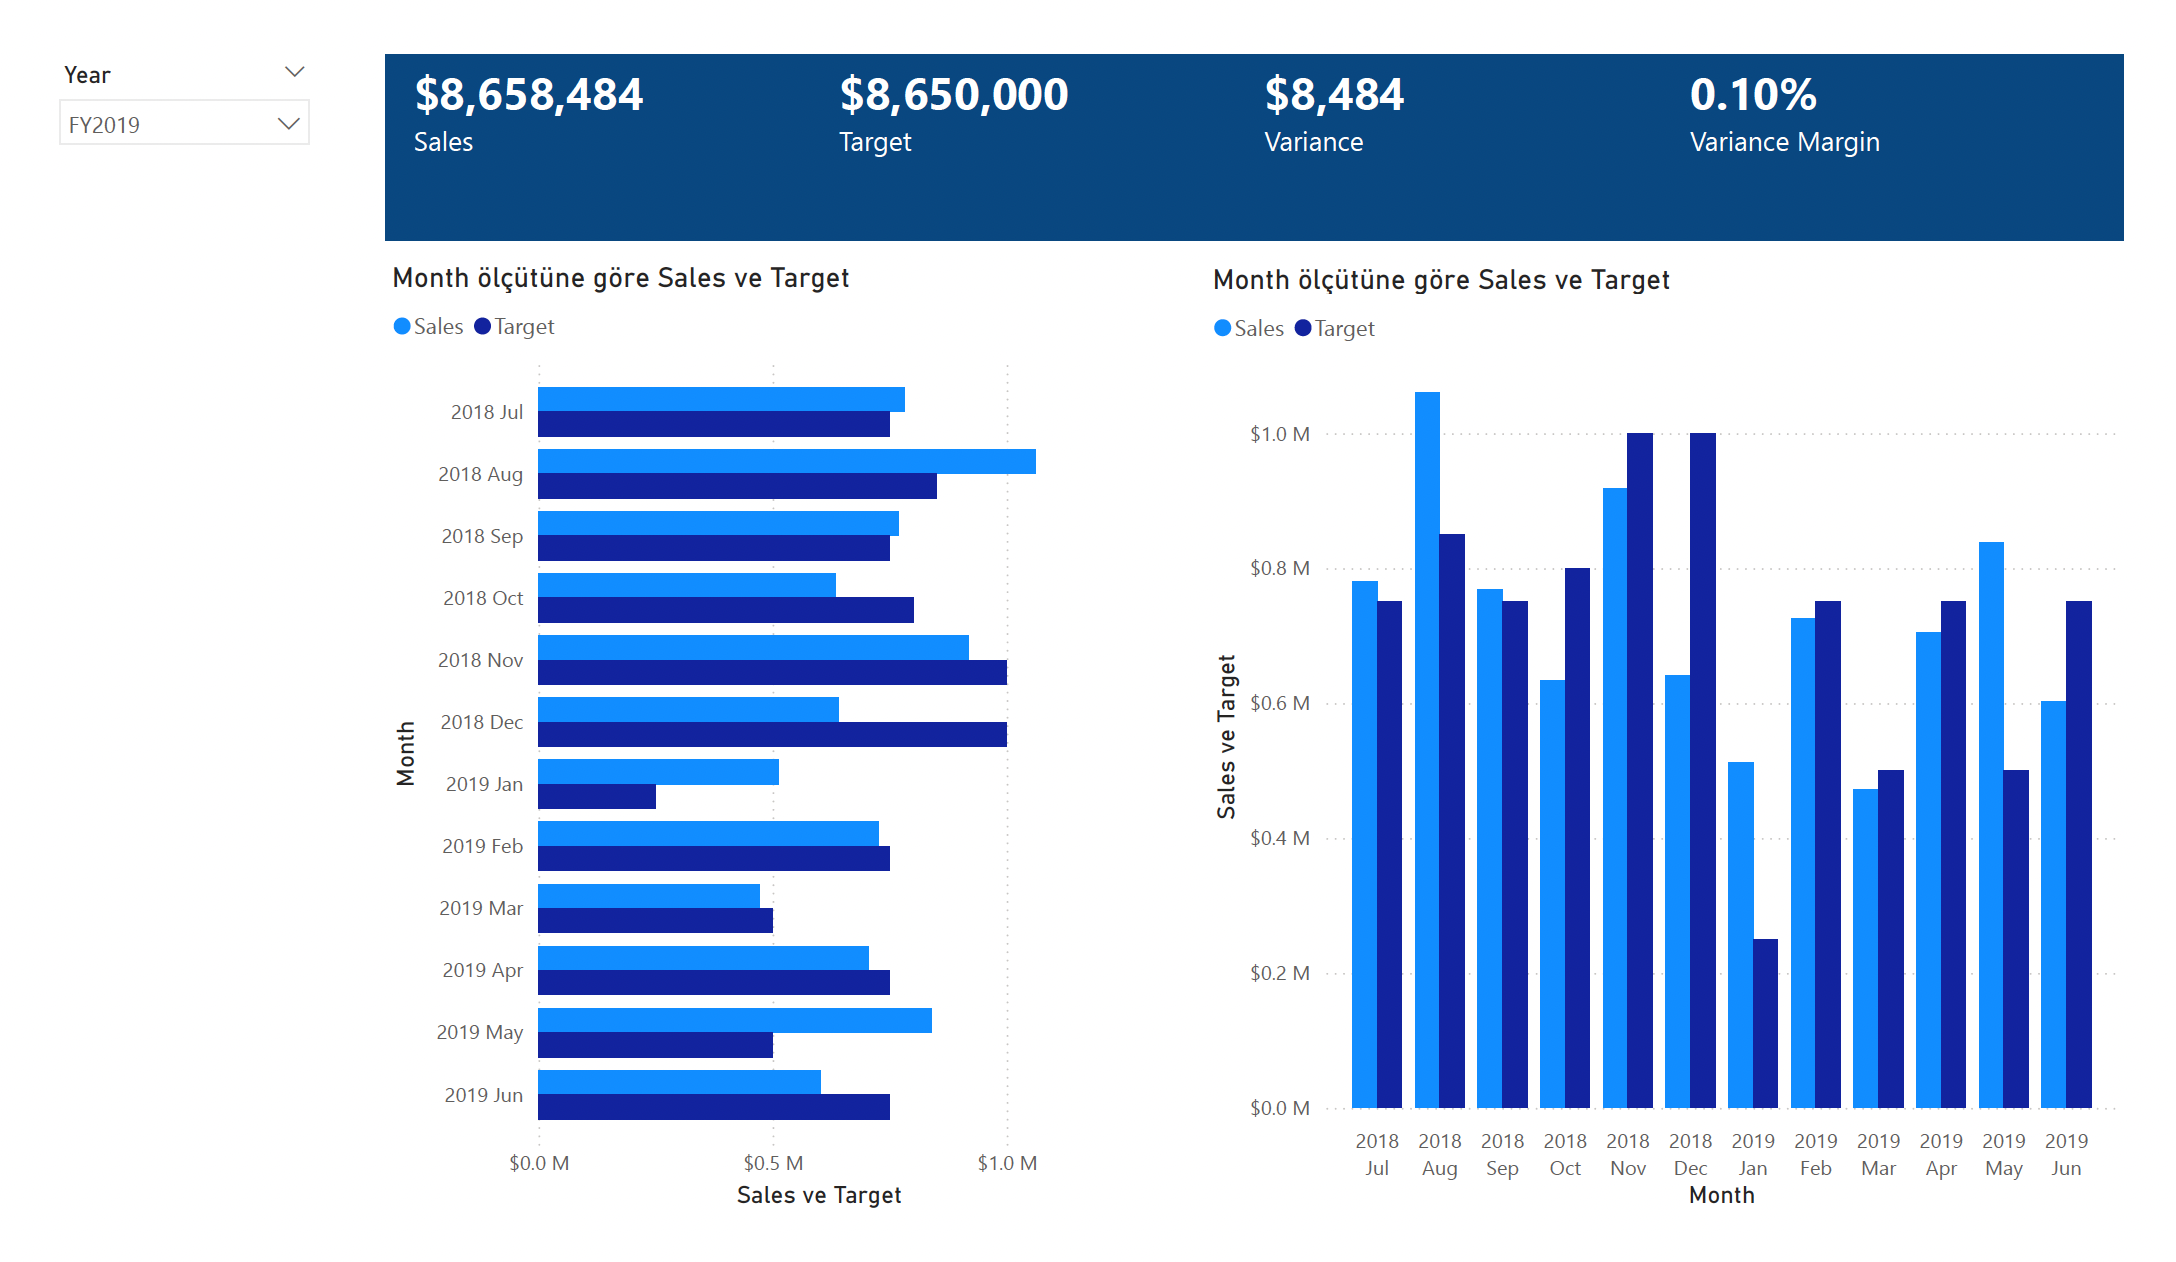 Year
FY2019
$8,658,484
Sales
$8,650,000
Target
$8,484
Variance
0.10%
Variance Margin
Month ölçütüne göre Sales ve Target
Sales Target
2018 Jul
2018 Aug
2018 Sep
2018 Oct
2018 Nov
2018 Dec
2019 Jan
2019 Feb
2019 Mar
2019 Apr
2019 May
2019 Jun
Month
$0.0 M $0.5 M $1.0 M
Sales ve Target
Month ölçütüne göre Sales ve Target
Sales Target
$1.0 M
$0.8 M
$0.6 M
$0.4 M
$0.2 M
$0.0 M
Sales ve Target
2018 2018 2018 2018 2018 2018 2019 2019 2019 2019 2019 2019
Jul Aug Sep Oct Nov Dec Jan Feb Mar Apr May Jun
Month